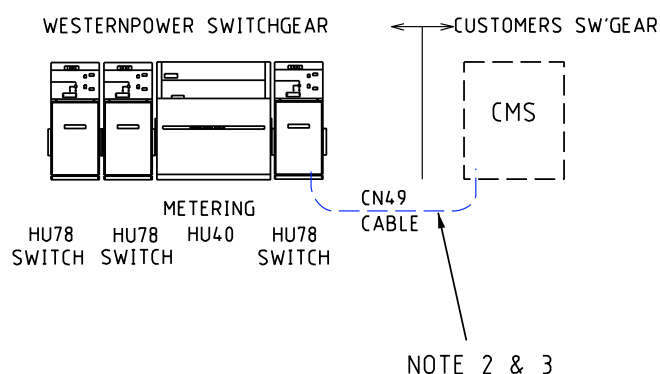 WESTERNPOWER SWITCHGEAR
CUSTOMERS SW'GEAR
CMS
CN49
CABLE
METERING
HU40
HU78
SWITCH
HU78
SWITCH
HU78
SWITCH
NOTE 2 & 3